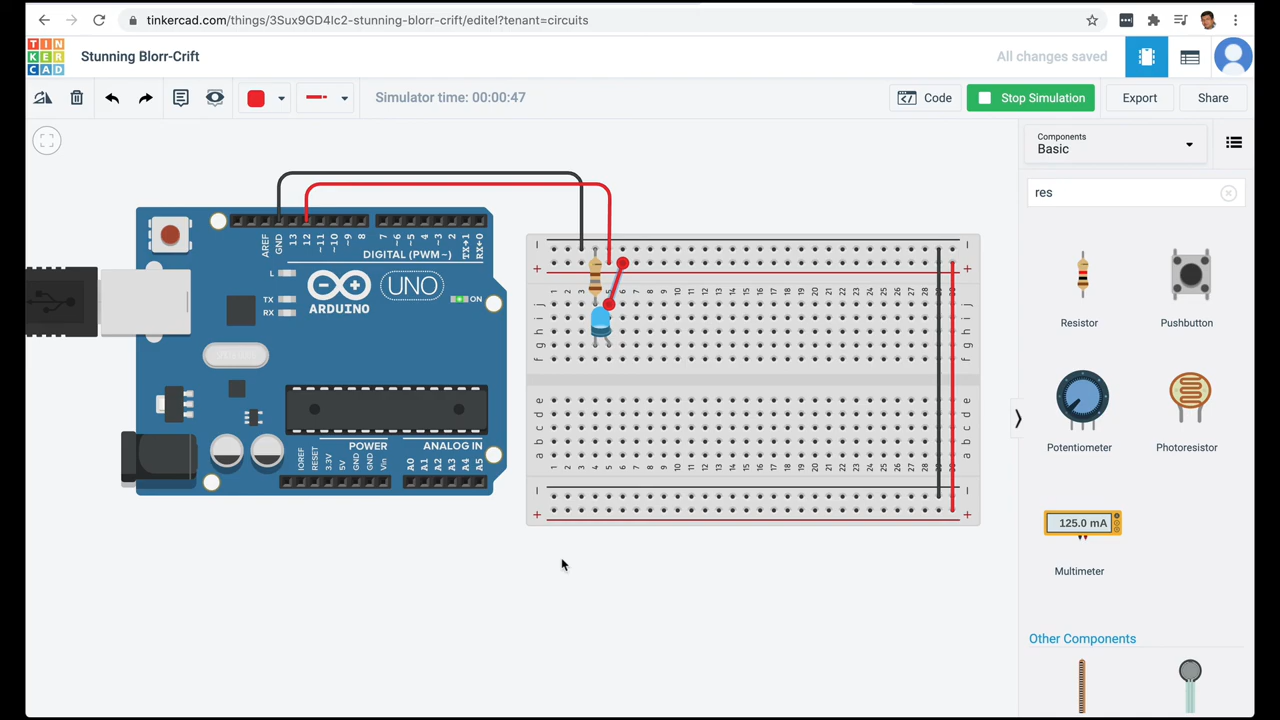 tinkercad.com/things/3Sux9GD4Ic2-stunning-blorr-crift/editel?tenant=circuits
TIN
KER
CAD
Stunning Blorr-Crift
All changes saved
Simulator time: 00:00:47
Code
Stop Simulation
Export
Share
Components
Basic
res
Resistor
Pushbutton
Potentiometer
Photoresistor
125.0 mA
Multimeter
Other Components
AREF
GND
13
12
~11
~10
~9
8
7
~6
~5
4
~3
2
TX→1
RX←0
DIGITAL (PWM~)
L
TX
RX
UNO
ARDUINO
ON
POWER
ANALOG IN
IOREF
RESET
3.3V
5V
GND
GND
Vin
A0
A1
A2
A3
A4
A5